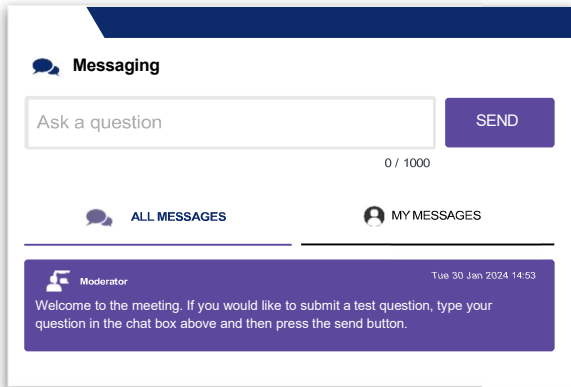 Messaging
Ask a question
SEND
0 / 1000
ALL MESSAGES
MY MESSAGES
Moderator
Tue 30 Jan 2024 14:53
Welcome to the meeting. If you would like to submit a test question, type your
question in the chat box above and then press the send button.